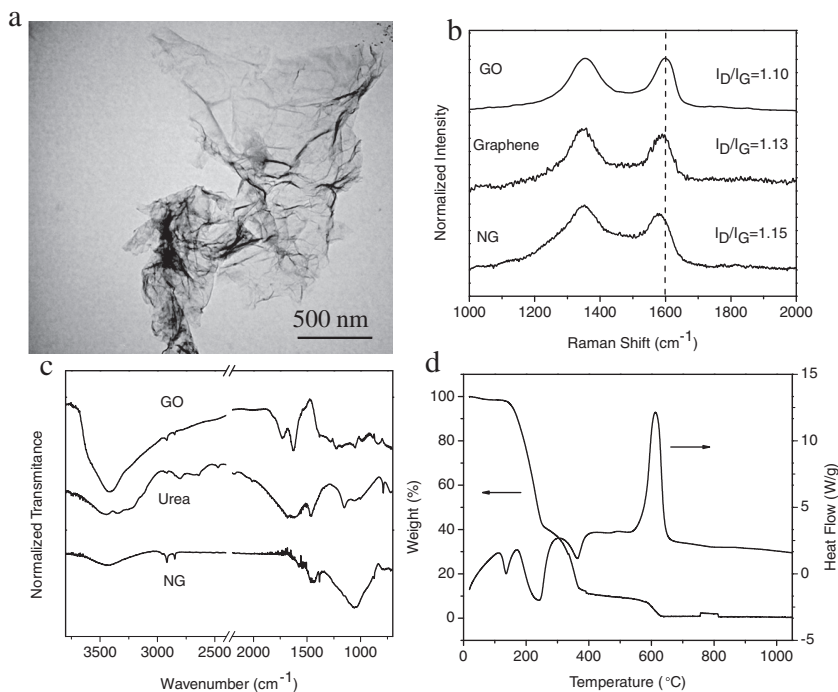 a
500 nm
b
GO
I_D/I_G=1.10
Graphene
I_D/I_G=1.13
NG
I_D/I_G=1.15
Normalized Intensity
1000 1200 1400 1600 1800 2000
Raman Shift (cm⁻¹)
c
GO
Urea
NG
Normalized Transmitance
3500 3000 2500 2000 1500 1000
Wavenumber (cm⁻¹)
d
100
80
60
40
20
0
Weight (%)
15
10
5
0
-5
Heat Flow (W/g)
0 200 400 600 800 1000
Temperature (°C)